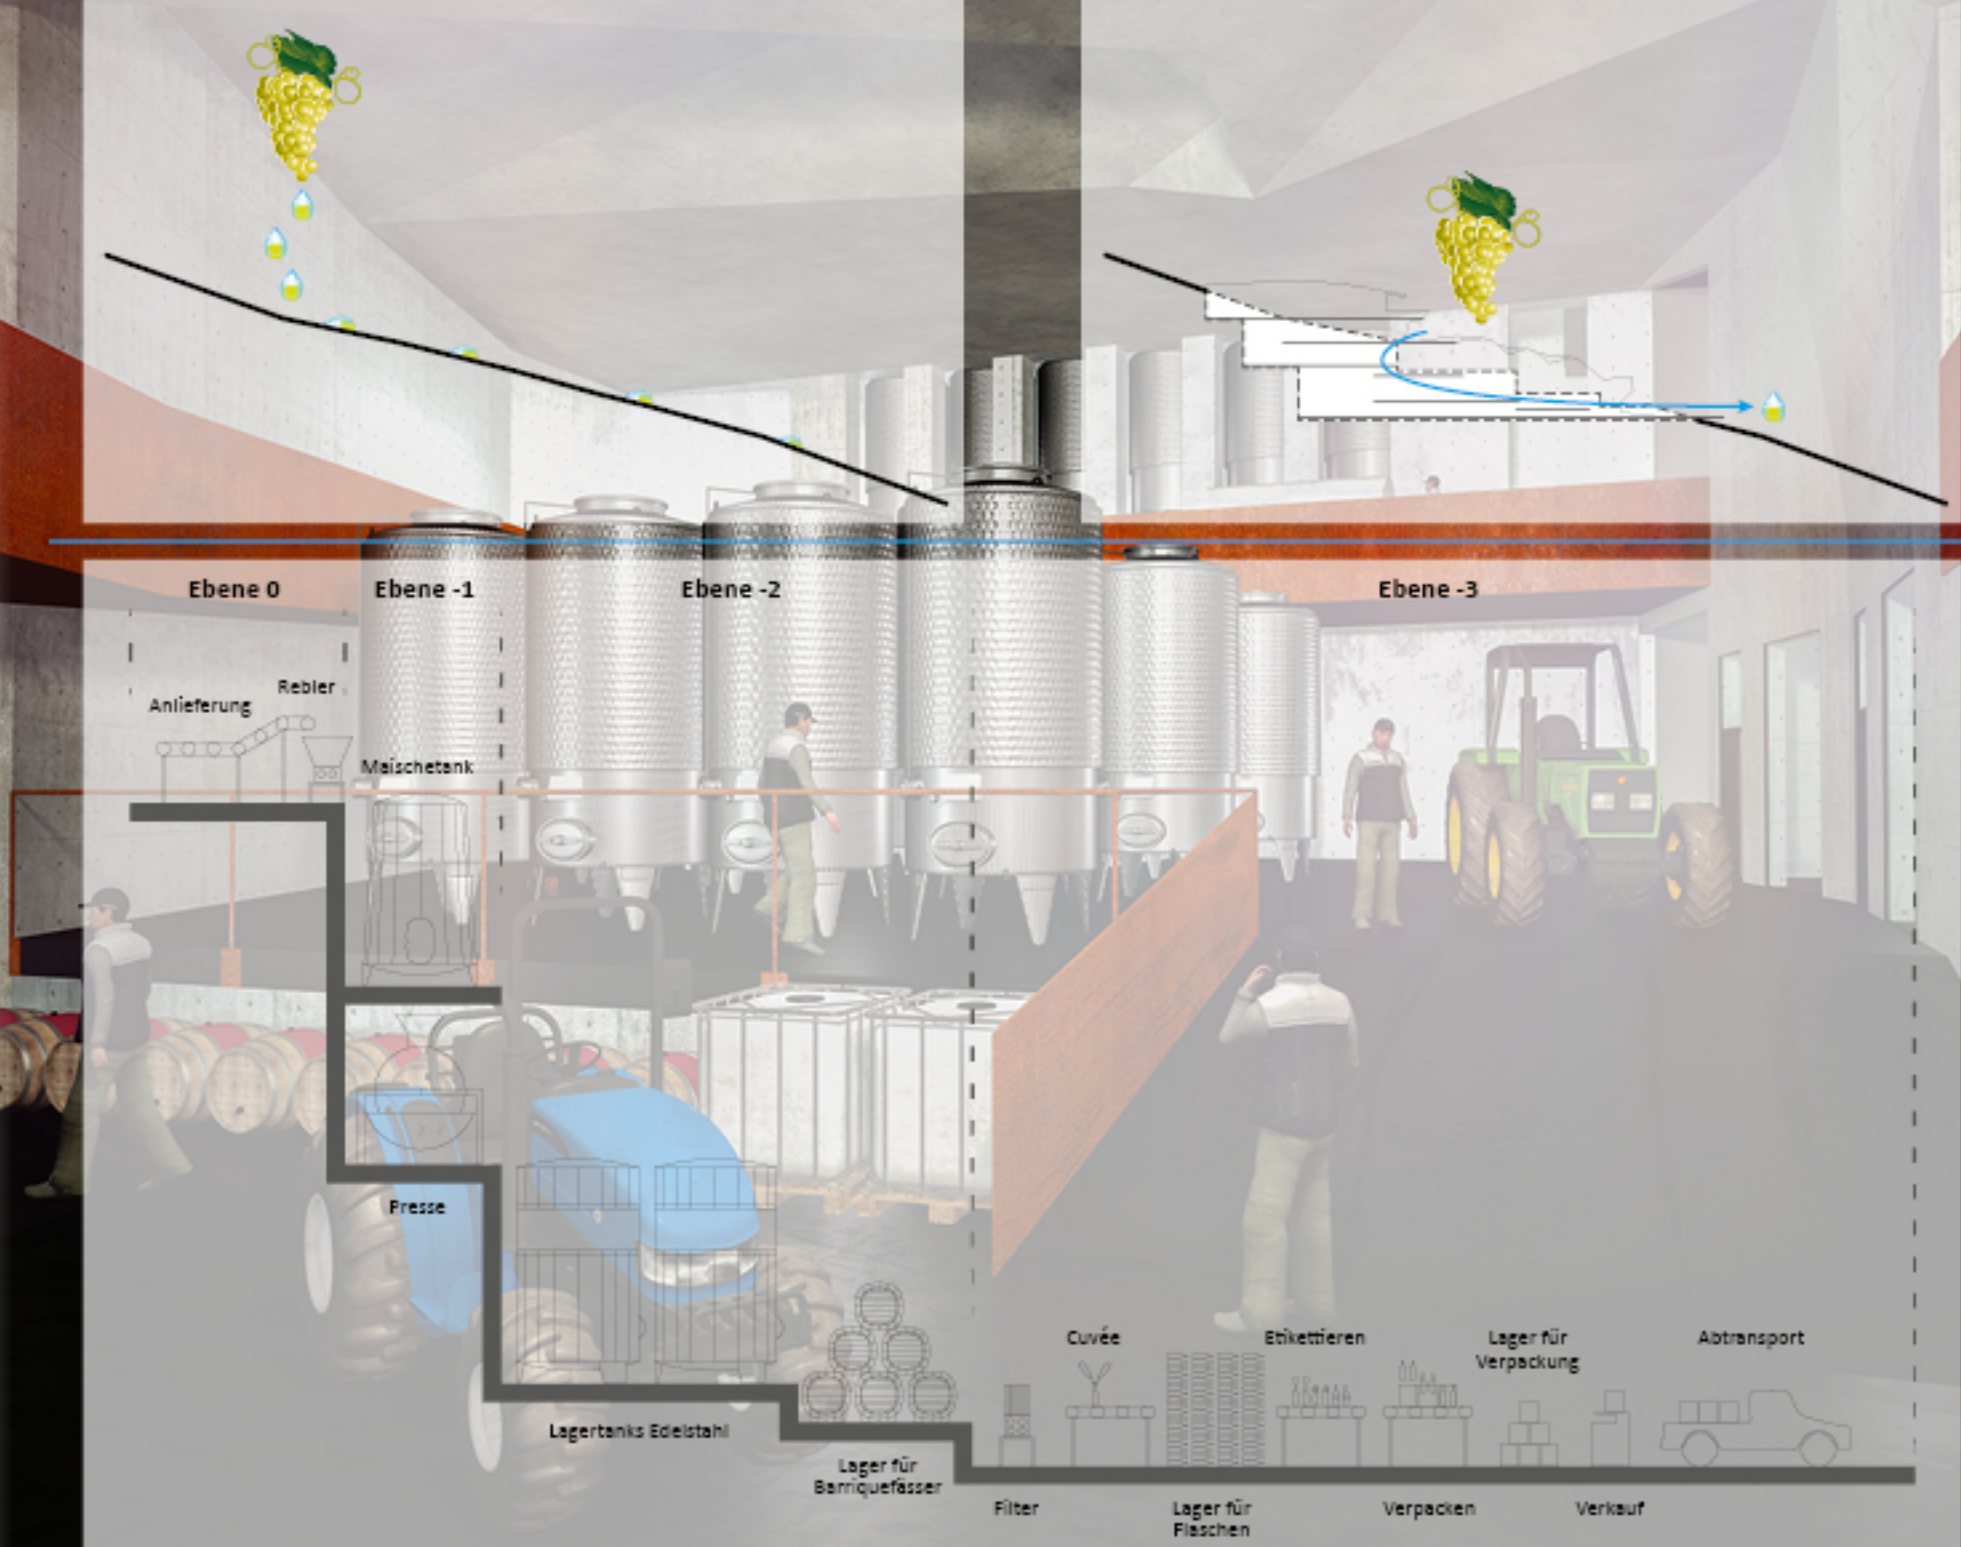 Ebene 0
Ebene -1
Ebene -2
Ebene -3
Rebler
Anlieferung
Maischetank
Presse
Lagertanks Edelstahl
Lager für
Barriquefässer
Cuvée
Etikettieren
Lager für
Verpackung
Abtransport
Filter
Lager für
Flaschen
Verpacken
Verkauf